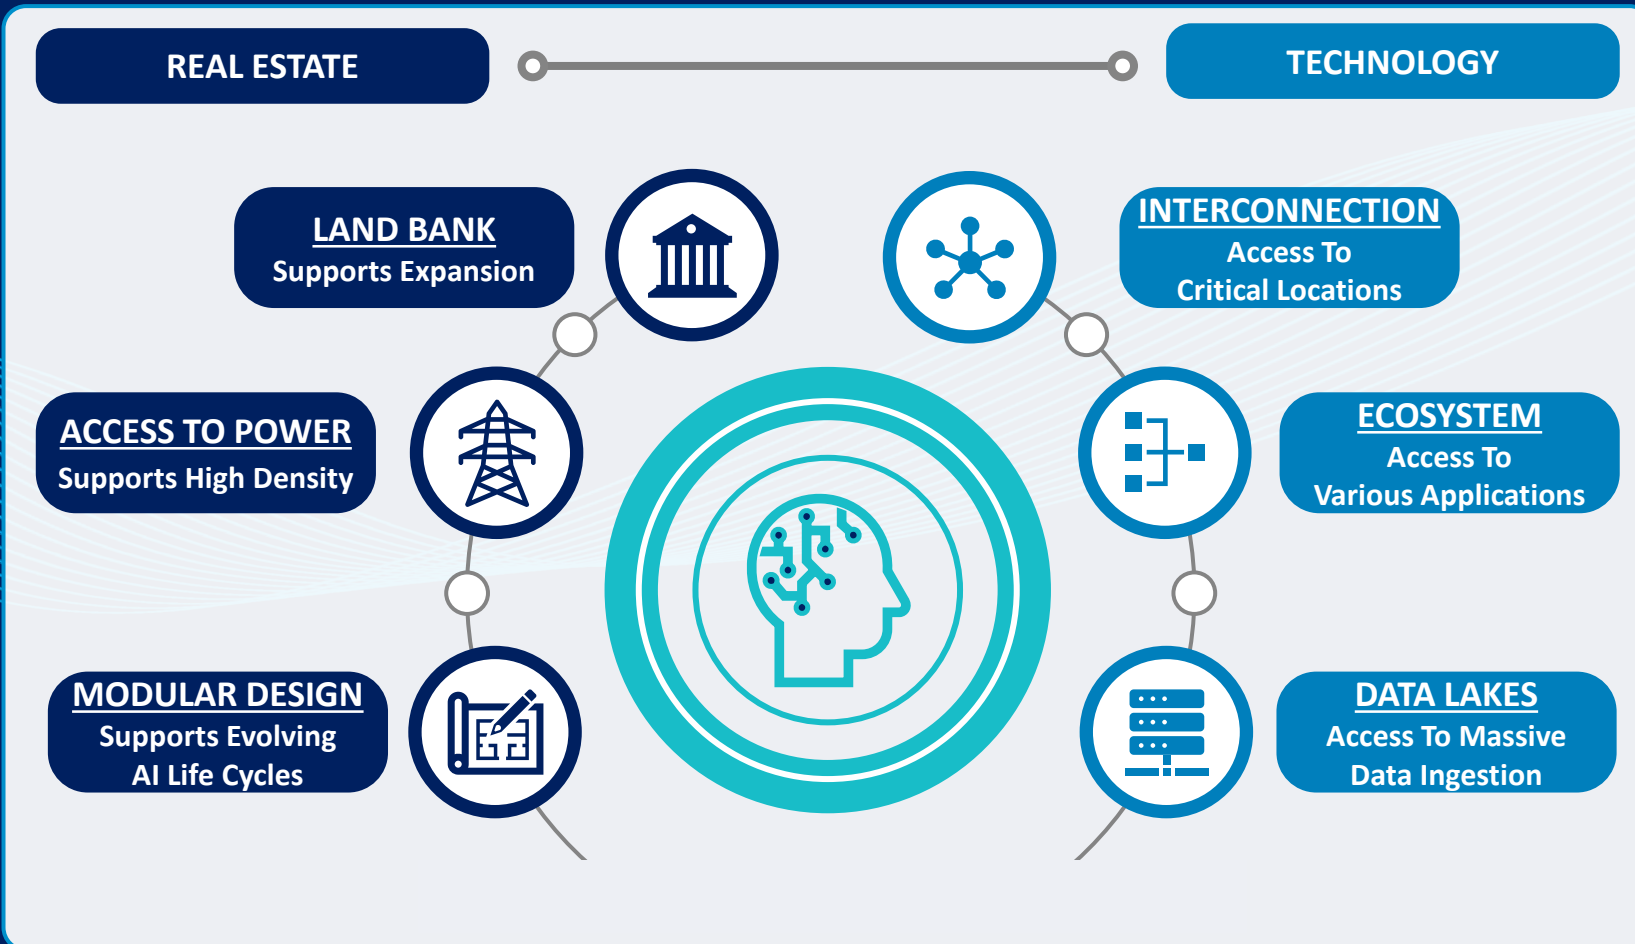 REAL ESTATE
TECHNOLOGY
LAND BANK
Supports Expansion
INTERCONNECTION
Access To
Critical Locations
ACCESS TO POWER
Supports High Density
ECOSYSTEM
Access To
Various Applications
MODULAR DESIGN
Supports Evolving
AI Life Cycles
DATA LAKES
Access To Massive
Data Ingestion